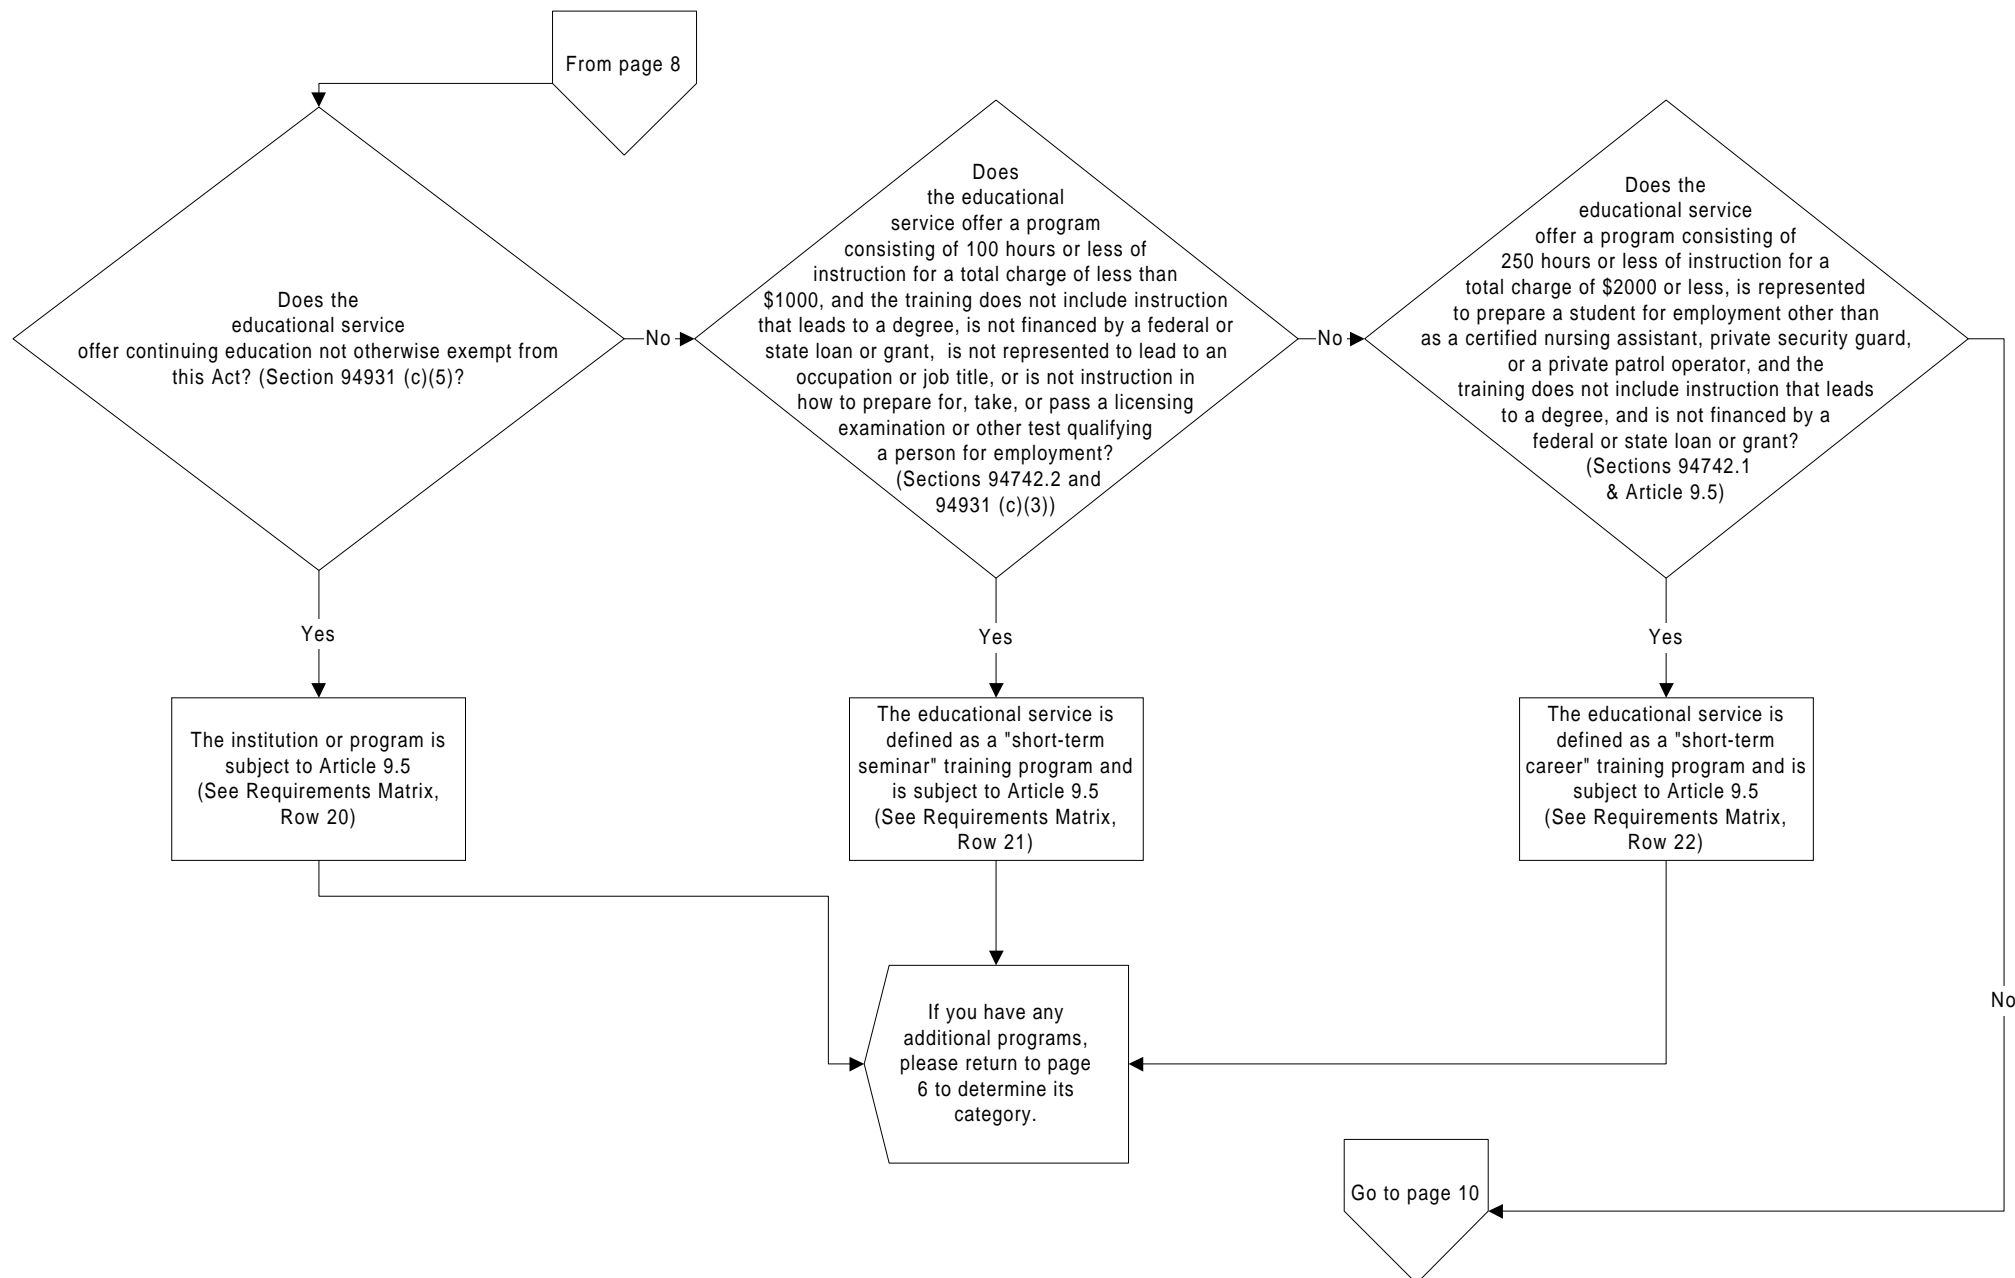 From page 8
Does the
educational service
offer continuing education not otherwise exempt from
this Act? (Section 94931 (c)(5)?
No
Does
the educational
service offer a program
consisting of 100 hours or less of
instruction for a total charge of less than
$1000, and the training does not include instruction
that leads to a degree, is not financed by a federal or
state loan or grant,  is not represented to lead to an
occupation or job title, or is not instruction in
how to prepare for, take, or pass a licensing
examination or other test qualifying
a person for employment?
(Sections 94742.2 and
94931 (c)(3))
No
Does the
educational service
offer a program consisting of
250 hours or less of instruction for a
total charge of $2000 or less, is represented
to prepare a student for employment other than
as a certified nursing assistant, private security guard,
or a private patrol operator, and the
training does not include instruction that leads
to a degree, and is not financed by a
federal or state loan or grant?
(Sections 94742.1
& Article 9.5)
Yes
Yes
Yes
The institution or program is
subject to Article 9.5
(See Requirements Matrix,
Row 20)
The educational service is
defined as a "short-term
seminar" training program and
is subject to Article 9.5
(See Requirements Matrix,
Row 21)
The educational service is
defined as a "short-term
career" training program and is
subject to Article 9.5
(See Requirements Matrix,
Row 22)
No
If you have any
additional programs,
please return to page
6 to determine its
category.
Go to page 10